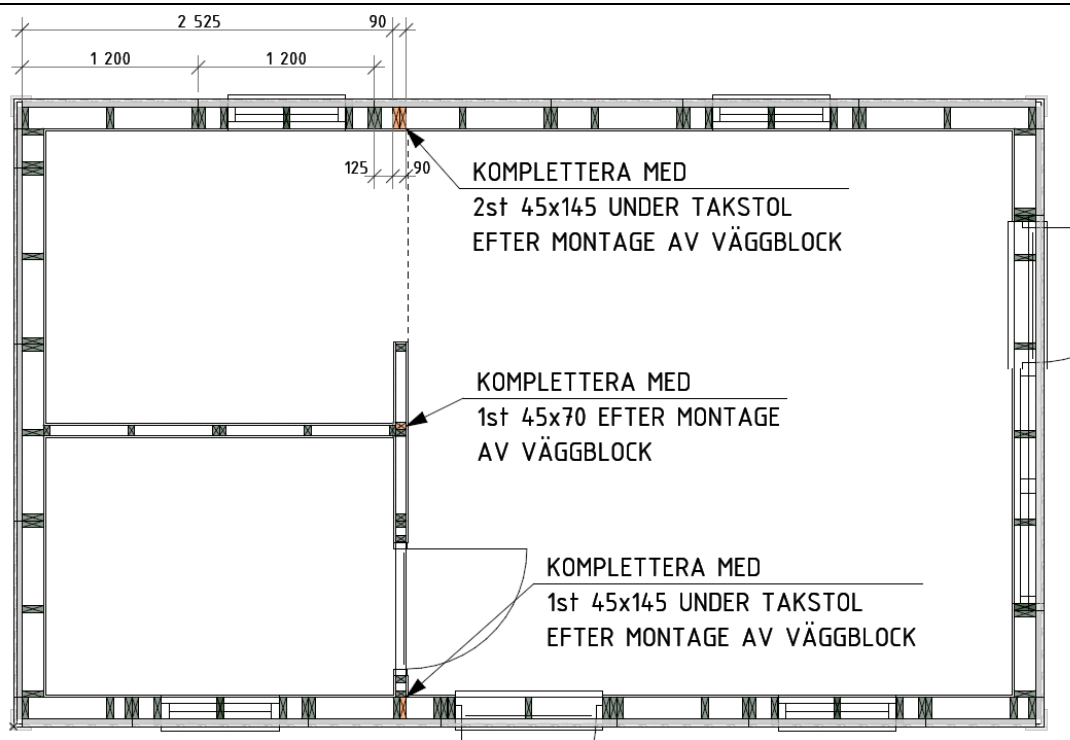 2 525
90
1 200
1 200
125
90
KOMPLETTERA MED
2st 45x145 UNDER TAKSTOL
EFTER MONTAGE AV VÄGGBLOCK
KOMPLETTERA MED
1st 45x70 EFTER MONTAGE
AV VÄGGBLOCK
KOMPLETTERA MED
1st 45x145 UNDER TAKSTOL
EFTER MONTAGE AV VÄGGBLOCK